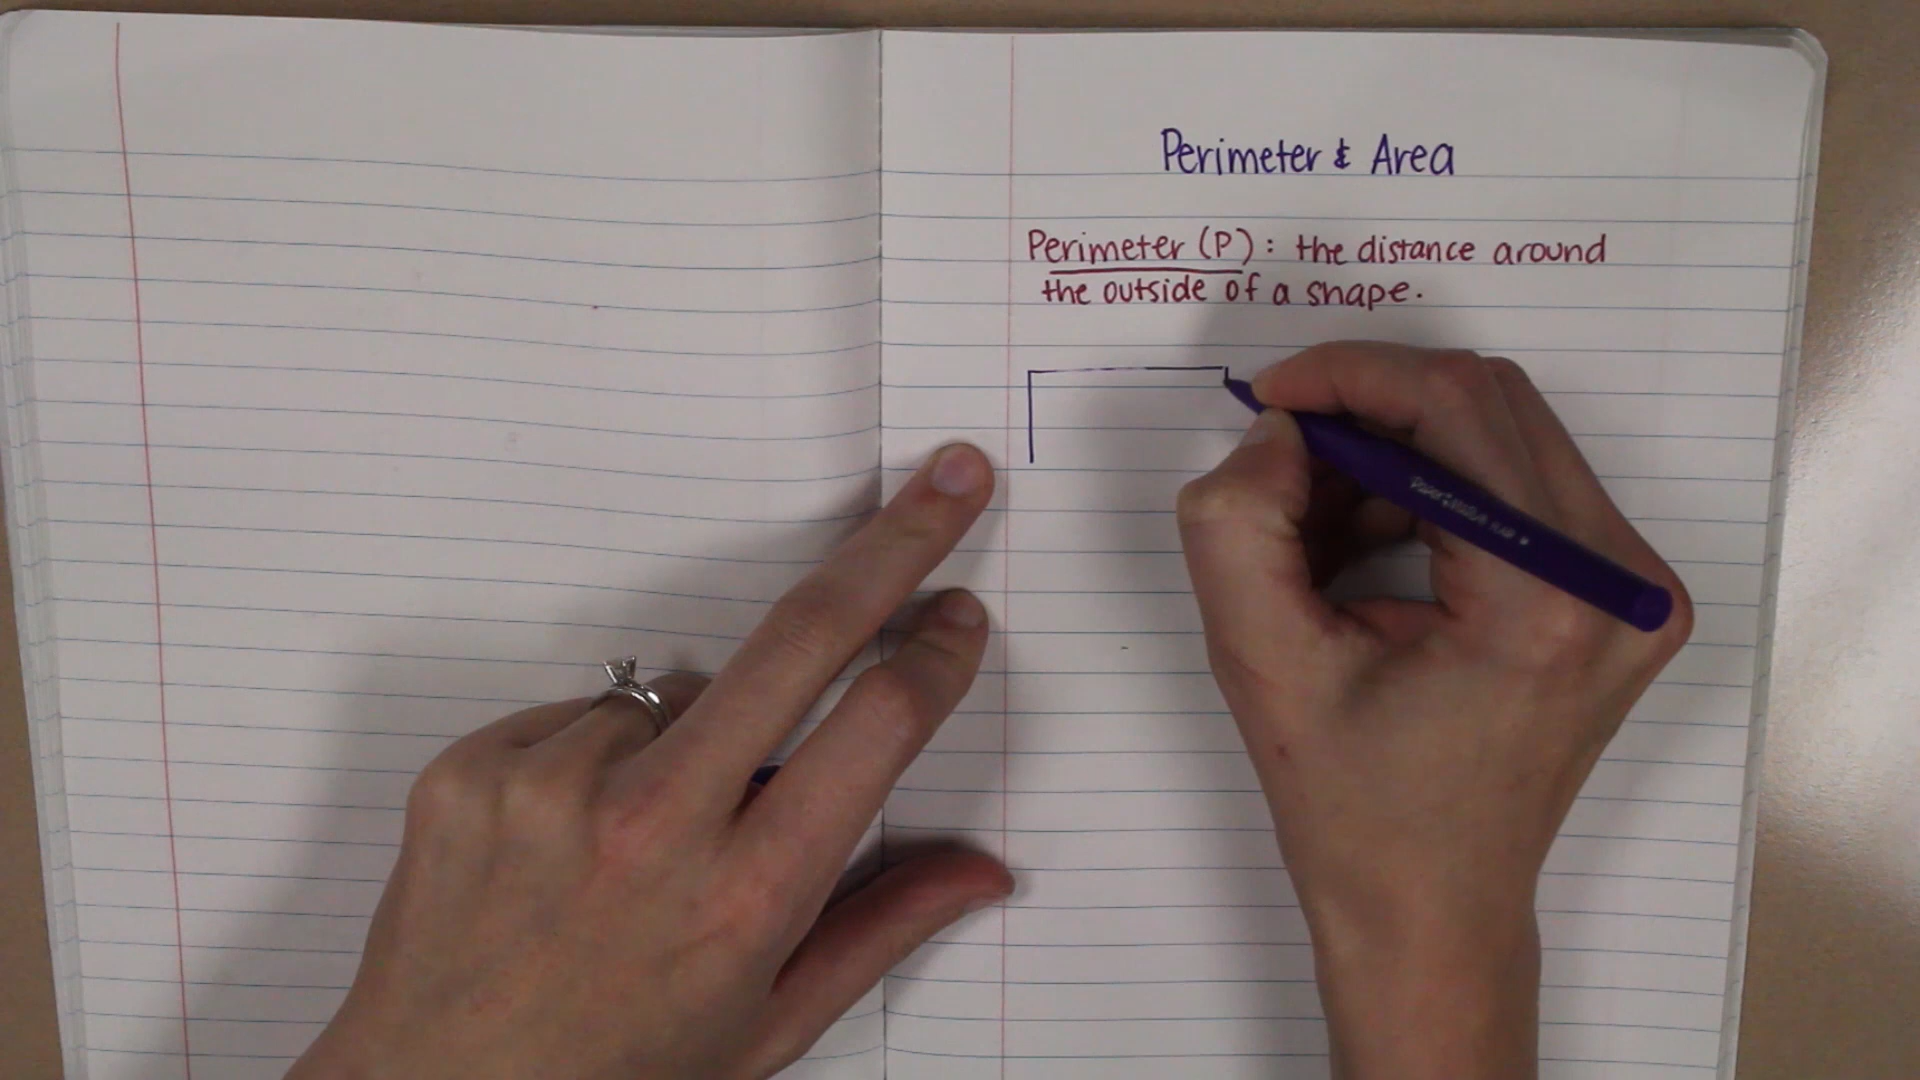 Perimeter & Area
Perimeter (P): the distance around
the outside of a shape.